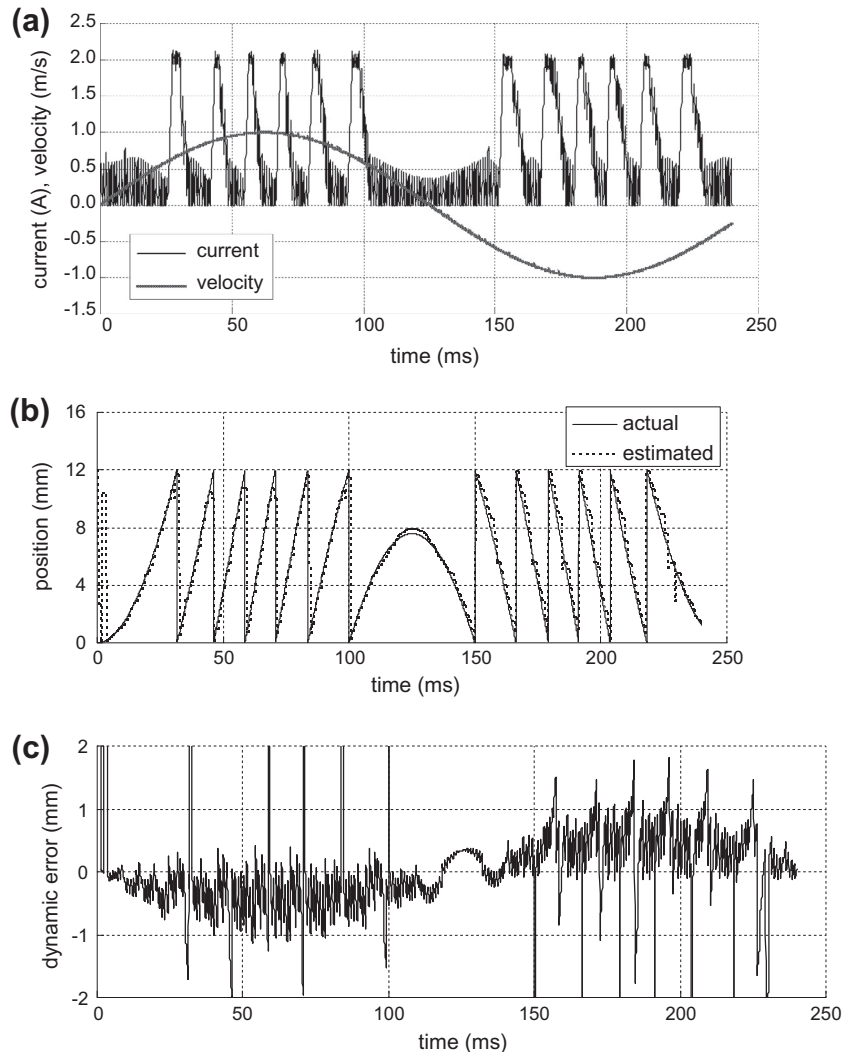 (a)
2.5
2.0
1.5
1.0
0.5
0.0
-0.5
-1.0
-1.5
current (A), velocity (m/s)
current
velocity
0 50 100 150 200 250
time (ms)
(b)
16
12
8
4
0
position (mm)
actual
estimated
0 50 100 150 200 250
time (ms)
(c)
2
1
0
-1
-2
dynamic error (mm)
0 50 100 150 200 250
time (ms)